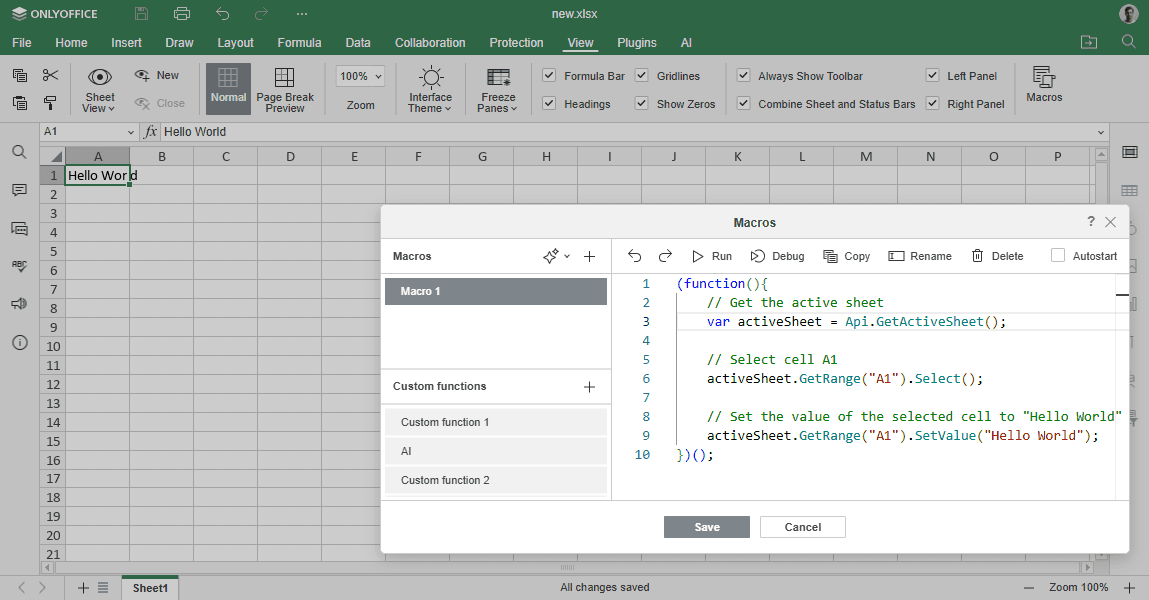 ONLYOFFICE
new.xlsx
File Home Insert Draw Layout Formula Data Collaboration Protection View Plugins AI
Sheet View
New
Close
Normal
Page Break Preview
100%
Zoom
Interface Theme
Freeze Panes
Formula Bar
Headings
Gridlines
Show Zeros
Always Show Toolbar
Combine Sheet and Status Bars
Left Panel
Right Panel
Macros
A1 fx Hello World
A B C D E F G H I J K L M N O P
1 Hello World
2
3
4
5
6
7
8
9
10
11
12
13
14
15
16
17
18
19
20
21
Macros ?
Macros
Run Debug Copy Rename Delete Autostart
Macro 1
Custom functions
Custom function 1
AI
Custom function 2
1 (function(){
2 // Get the active sheet
3 var activeSheet = Api.GetActiveSheet();
4
5 // Select cell A1
6 activeSheet.GetRange("A1").Select();
7
8 // Set the value of the selected cell to "Hello World"
9 activeSheet.GetRange("A1").SetValue("Hello World");
10 })();
Save Cancel
Sheet1
All changes saved
Zoom 100%